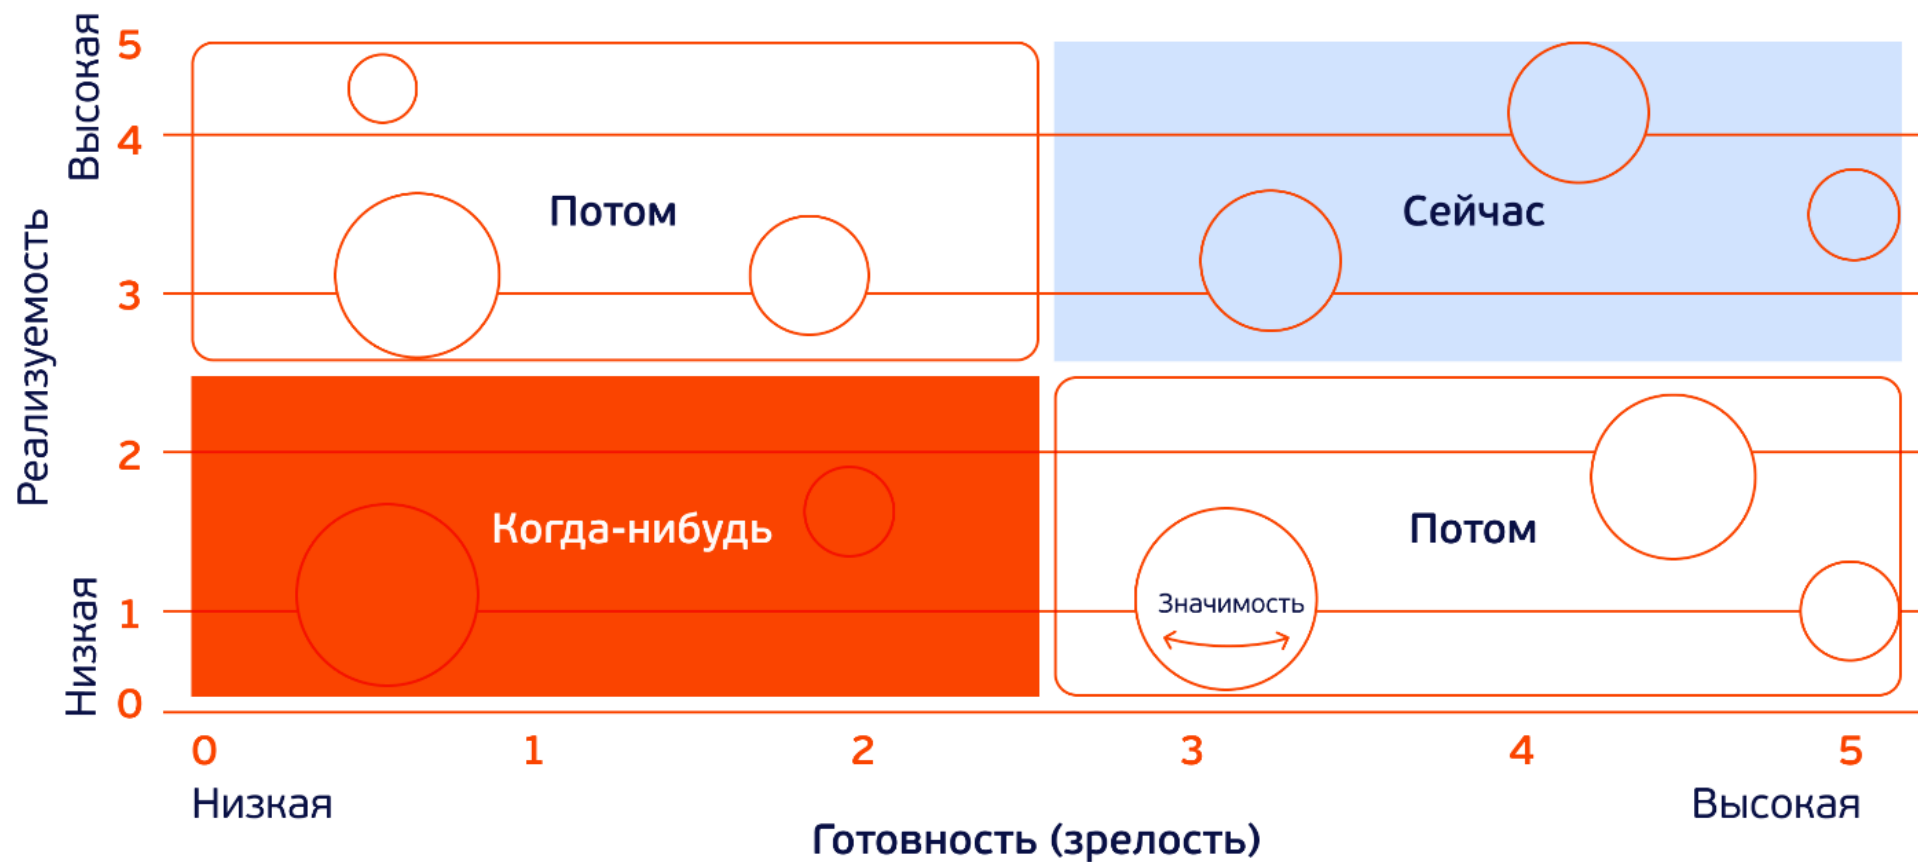 Высокая
5
4
Потом
Сейчас
3
Реализуемость
2
Когда-нибудь
Потом
Значимость
1
Низкая
0
0 1 2 3 4 5
Низкая Высокая
Готовность (зрелость)